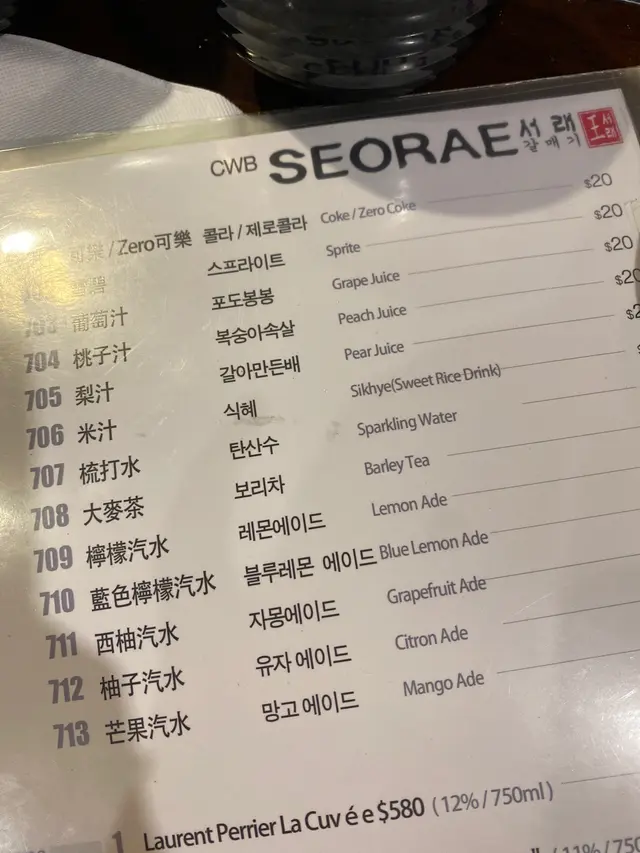 CWB SEORAE 서래 갈매기 서래
可樂 / Zero可樂 콜라 / 제로콜라 Coke / Zero Coke $20
碧 스프라이트 Sprite $20
703 葡萄汁 포도봉봉 Grape Juice $20
704 桃子汁 복숭아속살 Peach Juice $20
705 梨汁 갈아만든배 Pear Juice
706 米汁 식혜 Sikhye(Sweet Rice Drink)
707 梳打水 탄산수 Sparkling Water
708 大麥茶 보리차 Barley Tea
709 檸檬汽水 레몬에이드 Lemon Ade
710 藍色檸檬汽水 블루레몬 에이드 Blue Lemon Ade
711 西柚汽水 자몽에이드 Grapefruit Ade
712 柚子汽水 유자 에이드 Citron Ade
713 芒果汽水 망고 에이드 Mango Ade
1 Laurent Perrier La Cuv é e $580 (12% / 750ml)